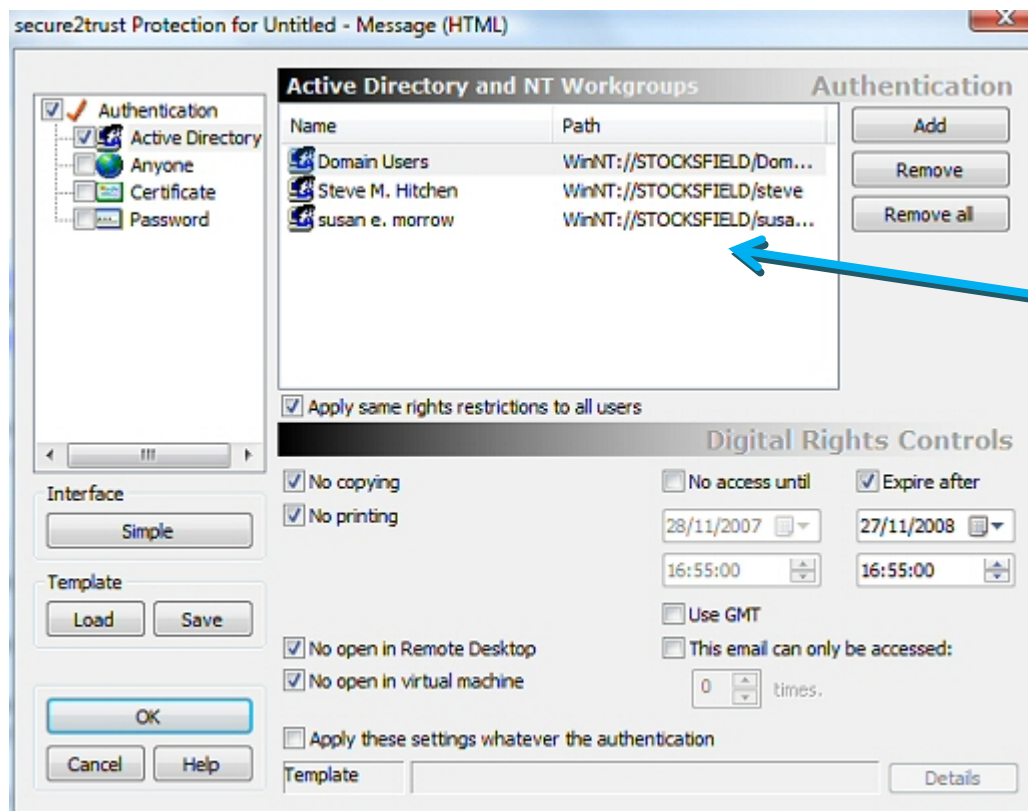 secure2trust Protection for Untitled - Message (HTML)
Authentication
Active Directory
Anyone
Certificate
Password
Interface
Simple
Template
Load Save
OK
Cancel Help
Active Directory and NT Workgroups Authentication
Name Path
Domain Users WinNT://STOCKSFIELD/Dom...
Steve M. Hitchen WinNT://STOCKSFIELD/steve
susan e. morrow WinNT://STOCKSFIELD/susa...
Add
Remove
Remove all
Apply same rights restrictions to all users
Digital Rights Controls
No copying No access until Expire after
No printing 28/11/2007 27/11/2008
16:55:00 16:55:00
Use GMT
No open in Remote Desktop This email can only be accessed:
No open in virtual machine 0 times.
Apply these settings whatever the authentication
Template Details